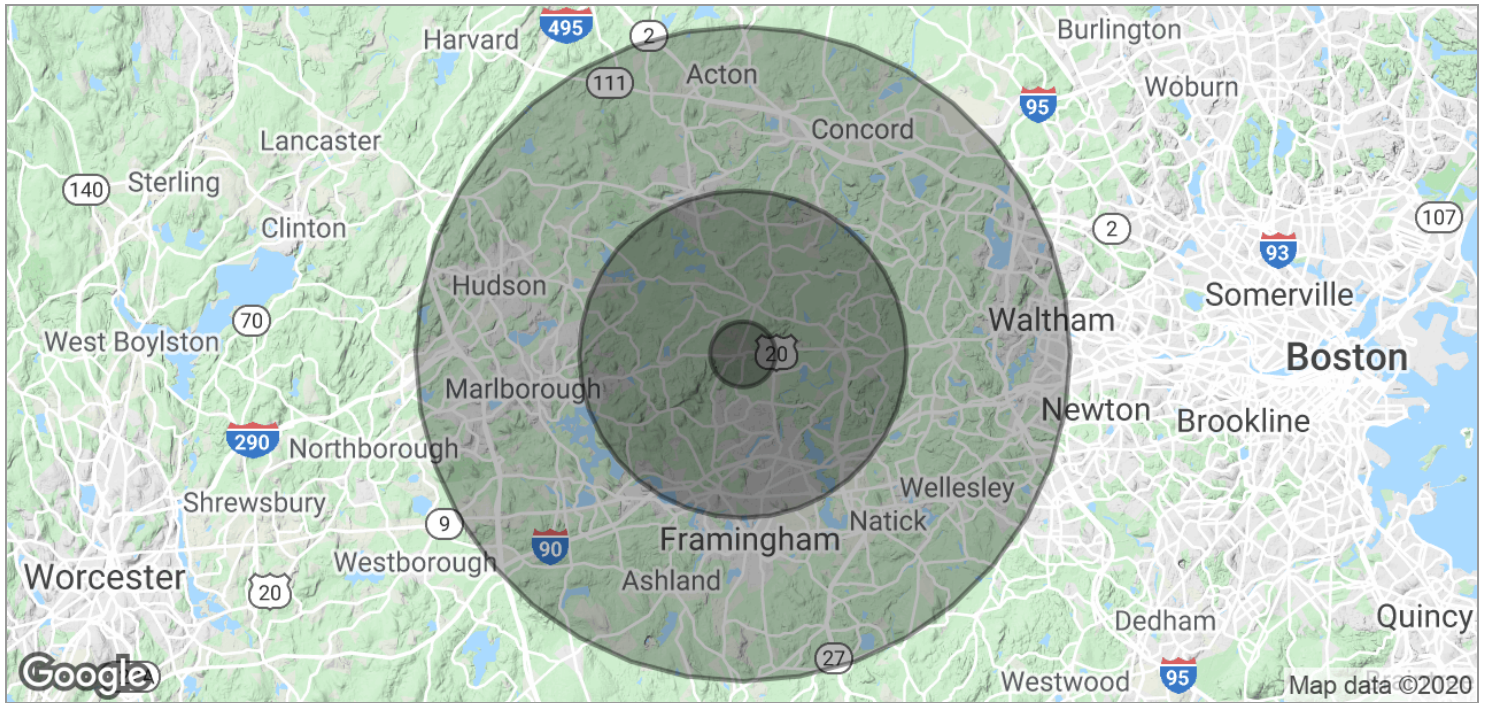 495
2
Harvard
Burlington
111
Acton
Woburn
95
Concord
Lancaster
140
Sterling
107
Clinton
2
93
Hudson
Somerville
70
Waltham
West Boylston
20
Boston
Marlborough
Newton
Brookline
290
Northborough
Wellesley
Shrewsbury
9
Natick
Framingham
90
Westborough
Worcester
Ashland
20
Quincy
Dedham
27
Google
Westwood
95
Map data ©2020